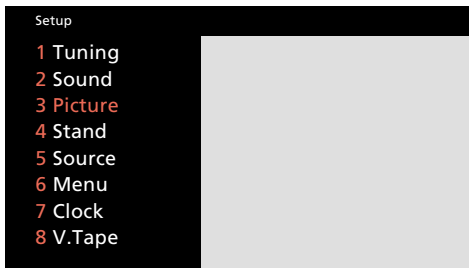 Setup
1 Tuning
2 Sound
3 Picture
4 Stand
5 Source
6 Menu
7 Clock
8 V.Tape